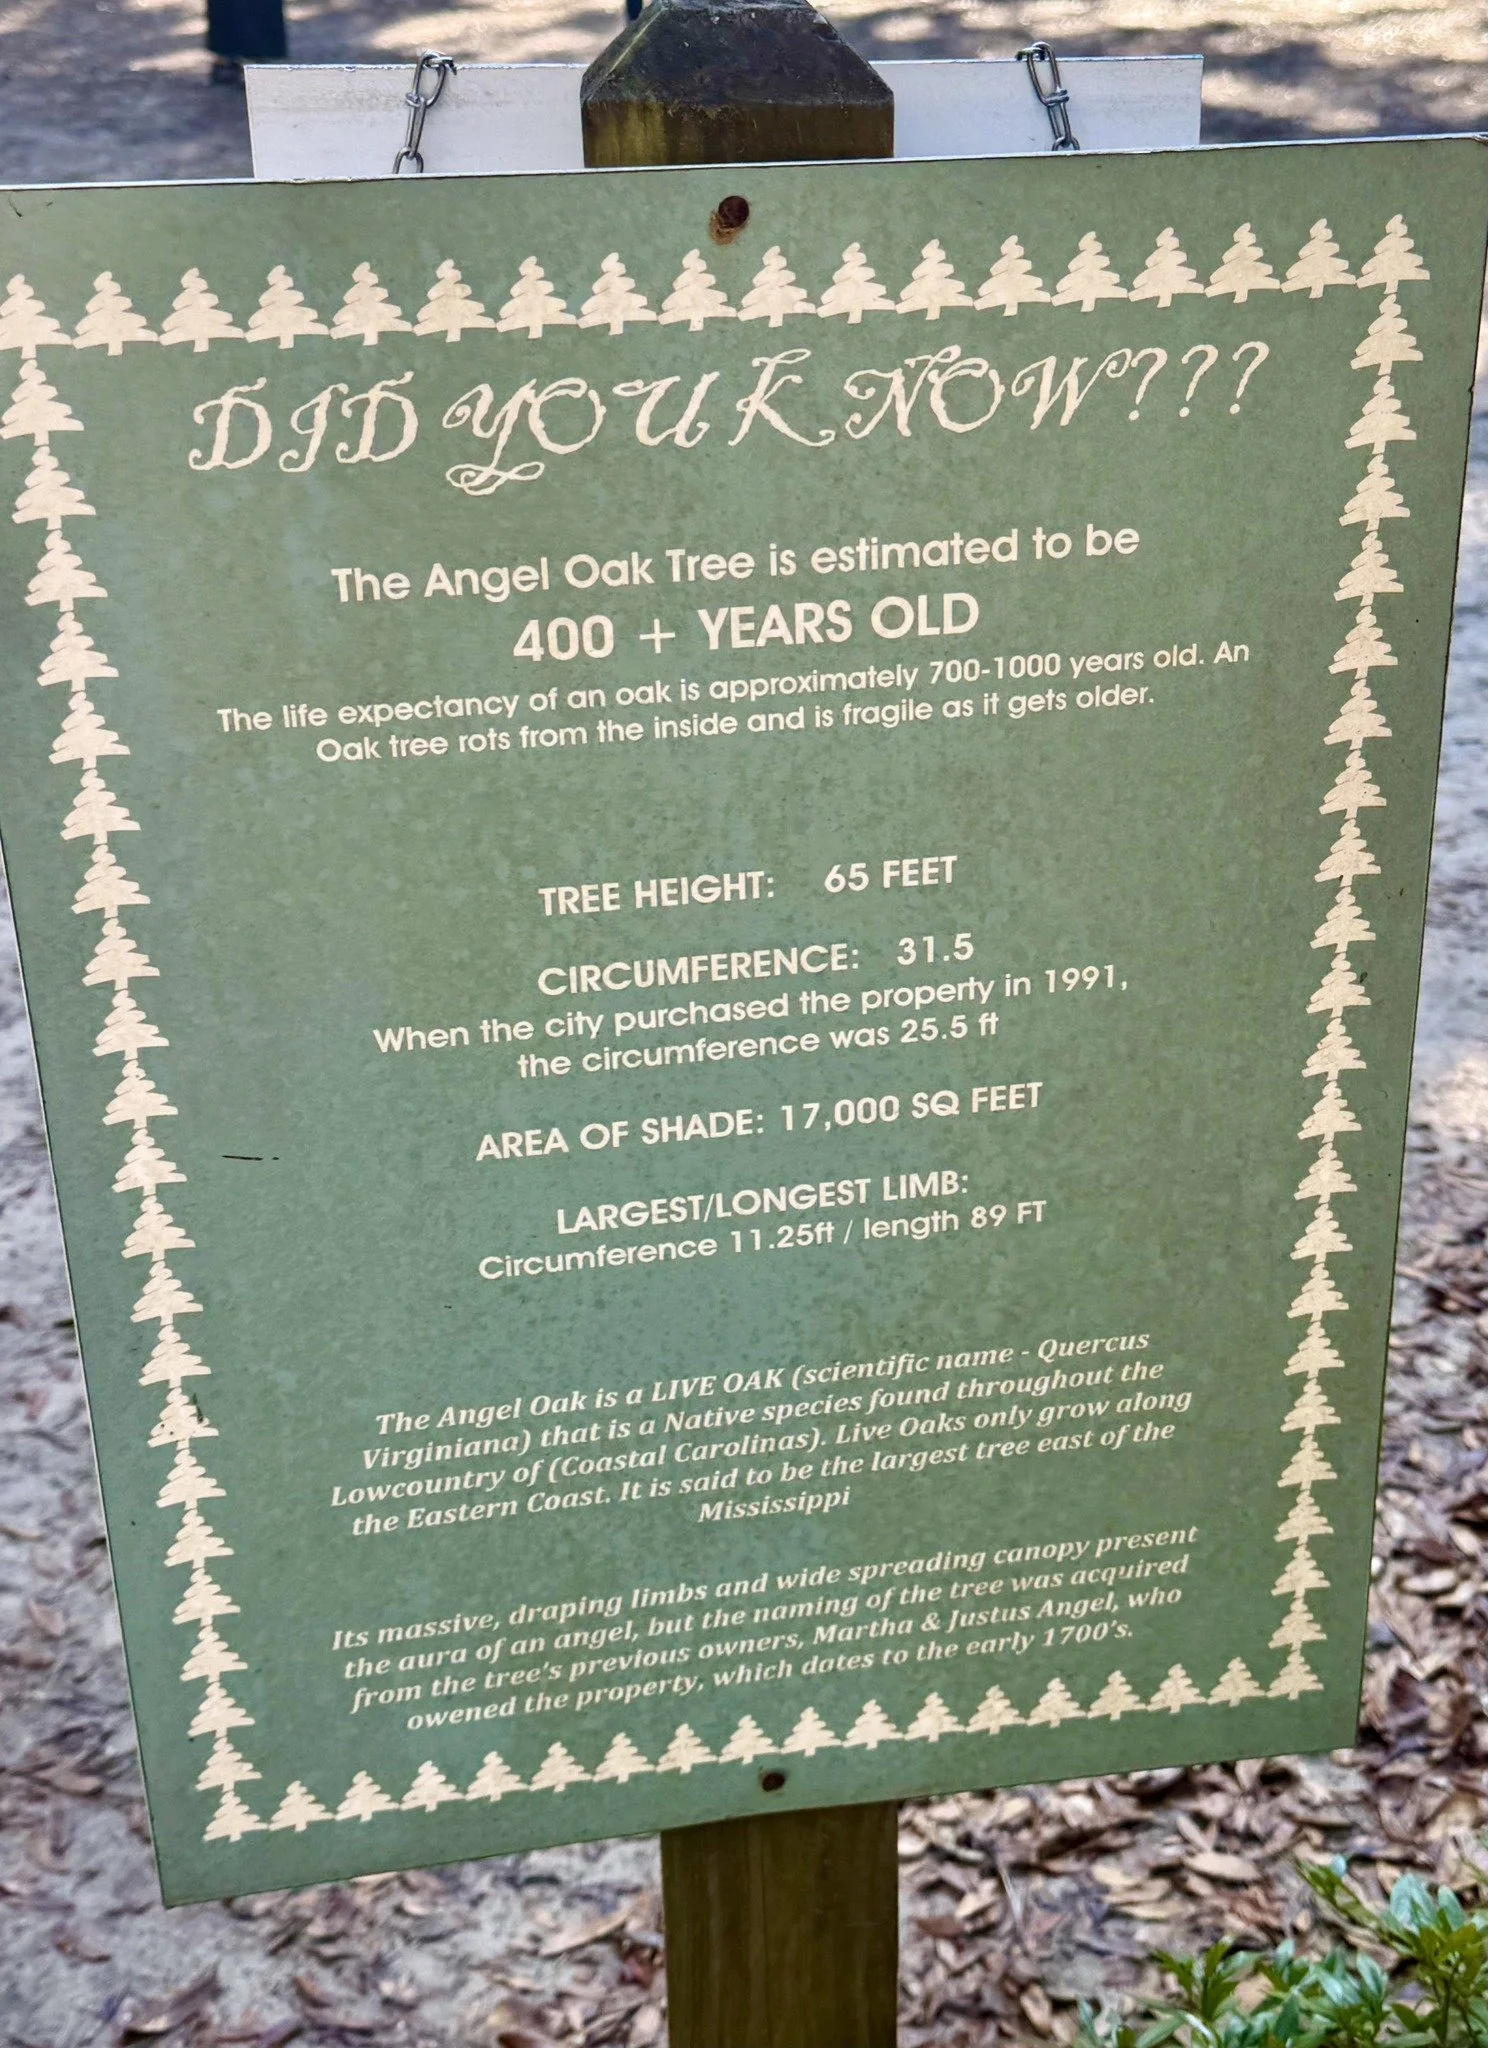 DID YOU KNOW???
The Angel Oak Tree is estimated to be
400 + YEARS OLD
The life expectancy of an oak is approximately 700-1000 years old. An
Oak tree rots from the inside and is fragile as it gets older.
TREE HEIGHT: 65 FEET
CIRCUMFERENCE: 31.5
When the city purchased the property in 1991,
the circumference was 25.5 ft
AREA OF SHADE: 17,000 SQ FEET
LARGEST/LONGEST LIMB:
Circumference 11.25ft / length 89 FT
The Angel Oak is a LIVE OAK (scientific name - Quercus
Virginiana) that is a Native species found throughout the
Lowcountry of (Coastal Carolinas). Live Oaks only grow along
the Eastern Coast. It is said to be the largest tree east of the
Mississippi
Its massive, draping limbs and wide spreading canopy present
the aura of an angel, but the naming of the tree was acquired
from the tree's previous owners, Martha & Justus Angel, who
owened the property, which dates to the early 1700's.